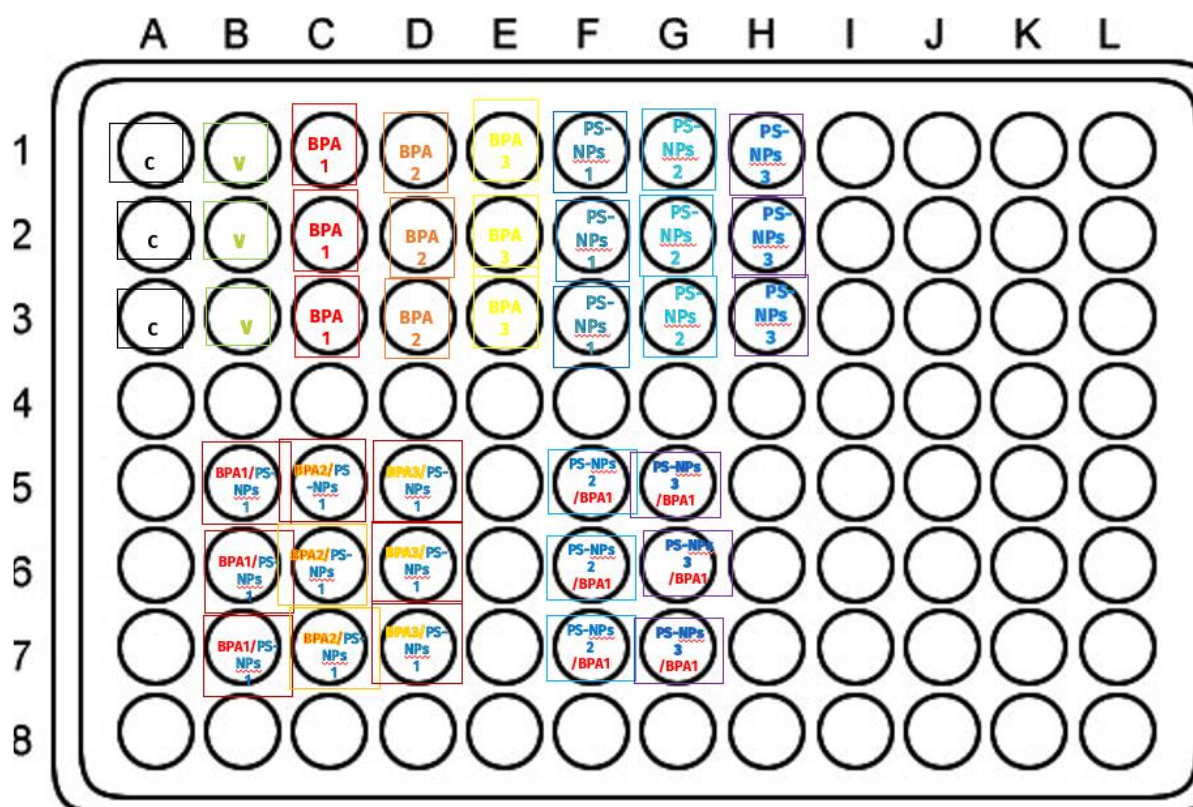 A B C D E F G H I J K L
1 c v BPA 1 BPA 2 BPA 3 PS-NPs 1 PS-NPs 2 PS-NPs 3
2 c v BPA 1 BPA 2 BPA 3 PS-NPs 1 PS-NPs 2 PS-NPs 3
3 c v BPA 1 BPA 2 BPA 3 PS-NPs 1 PS-NPs 2 PS-NPs 3
4
5 BPA1/PS-NPs 1 BPA2/PS-NPs 1 BPA3/PS-NPs 1 PS-NPs 2 /BPA1 PS-NPs 3 /BPA1
6 BPA1/PS-NPs 1 BPA2/PS-NPs 1 BPA3/PS-NPs 1 PS-NPs 2 /BPA1 PS-NPs 3 /BPA1
7 BPA1/PS-NPs 1 BPA2/PS-NPs 1 BPA3/PS-NPs 1 PS-NPs 2 /BPA1 PS-NPs 3 /BPA1
8